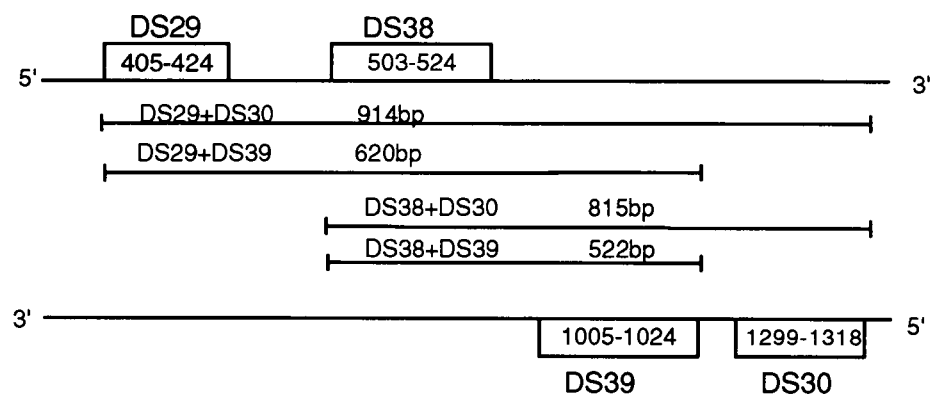 DS29 DS38
405-424 503-524
5' 3'
DS29+DS30 914bp
DS29+DS39 620bp
DS38+DS30 815bp
DS38+DS39 522bp
3' 5'
1005-1024 1299-1318
DS39 DS30